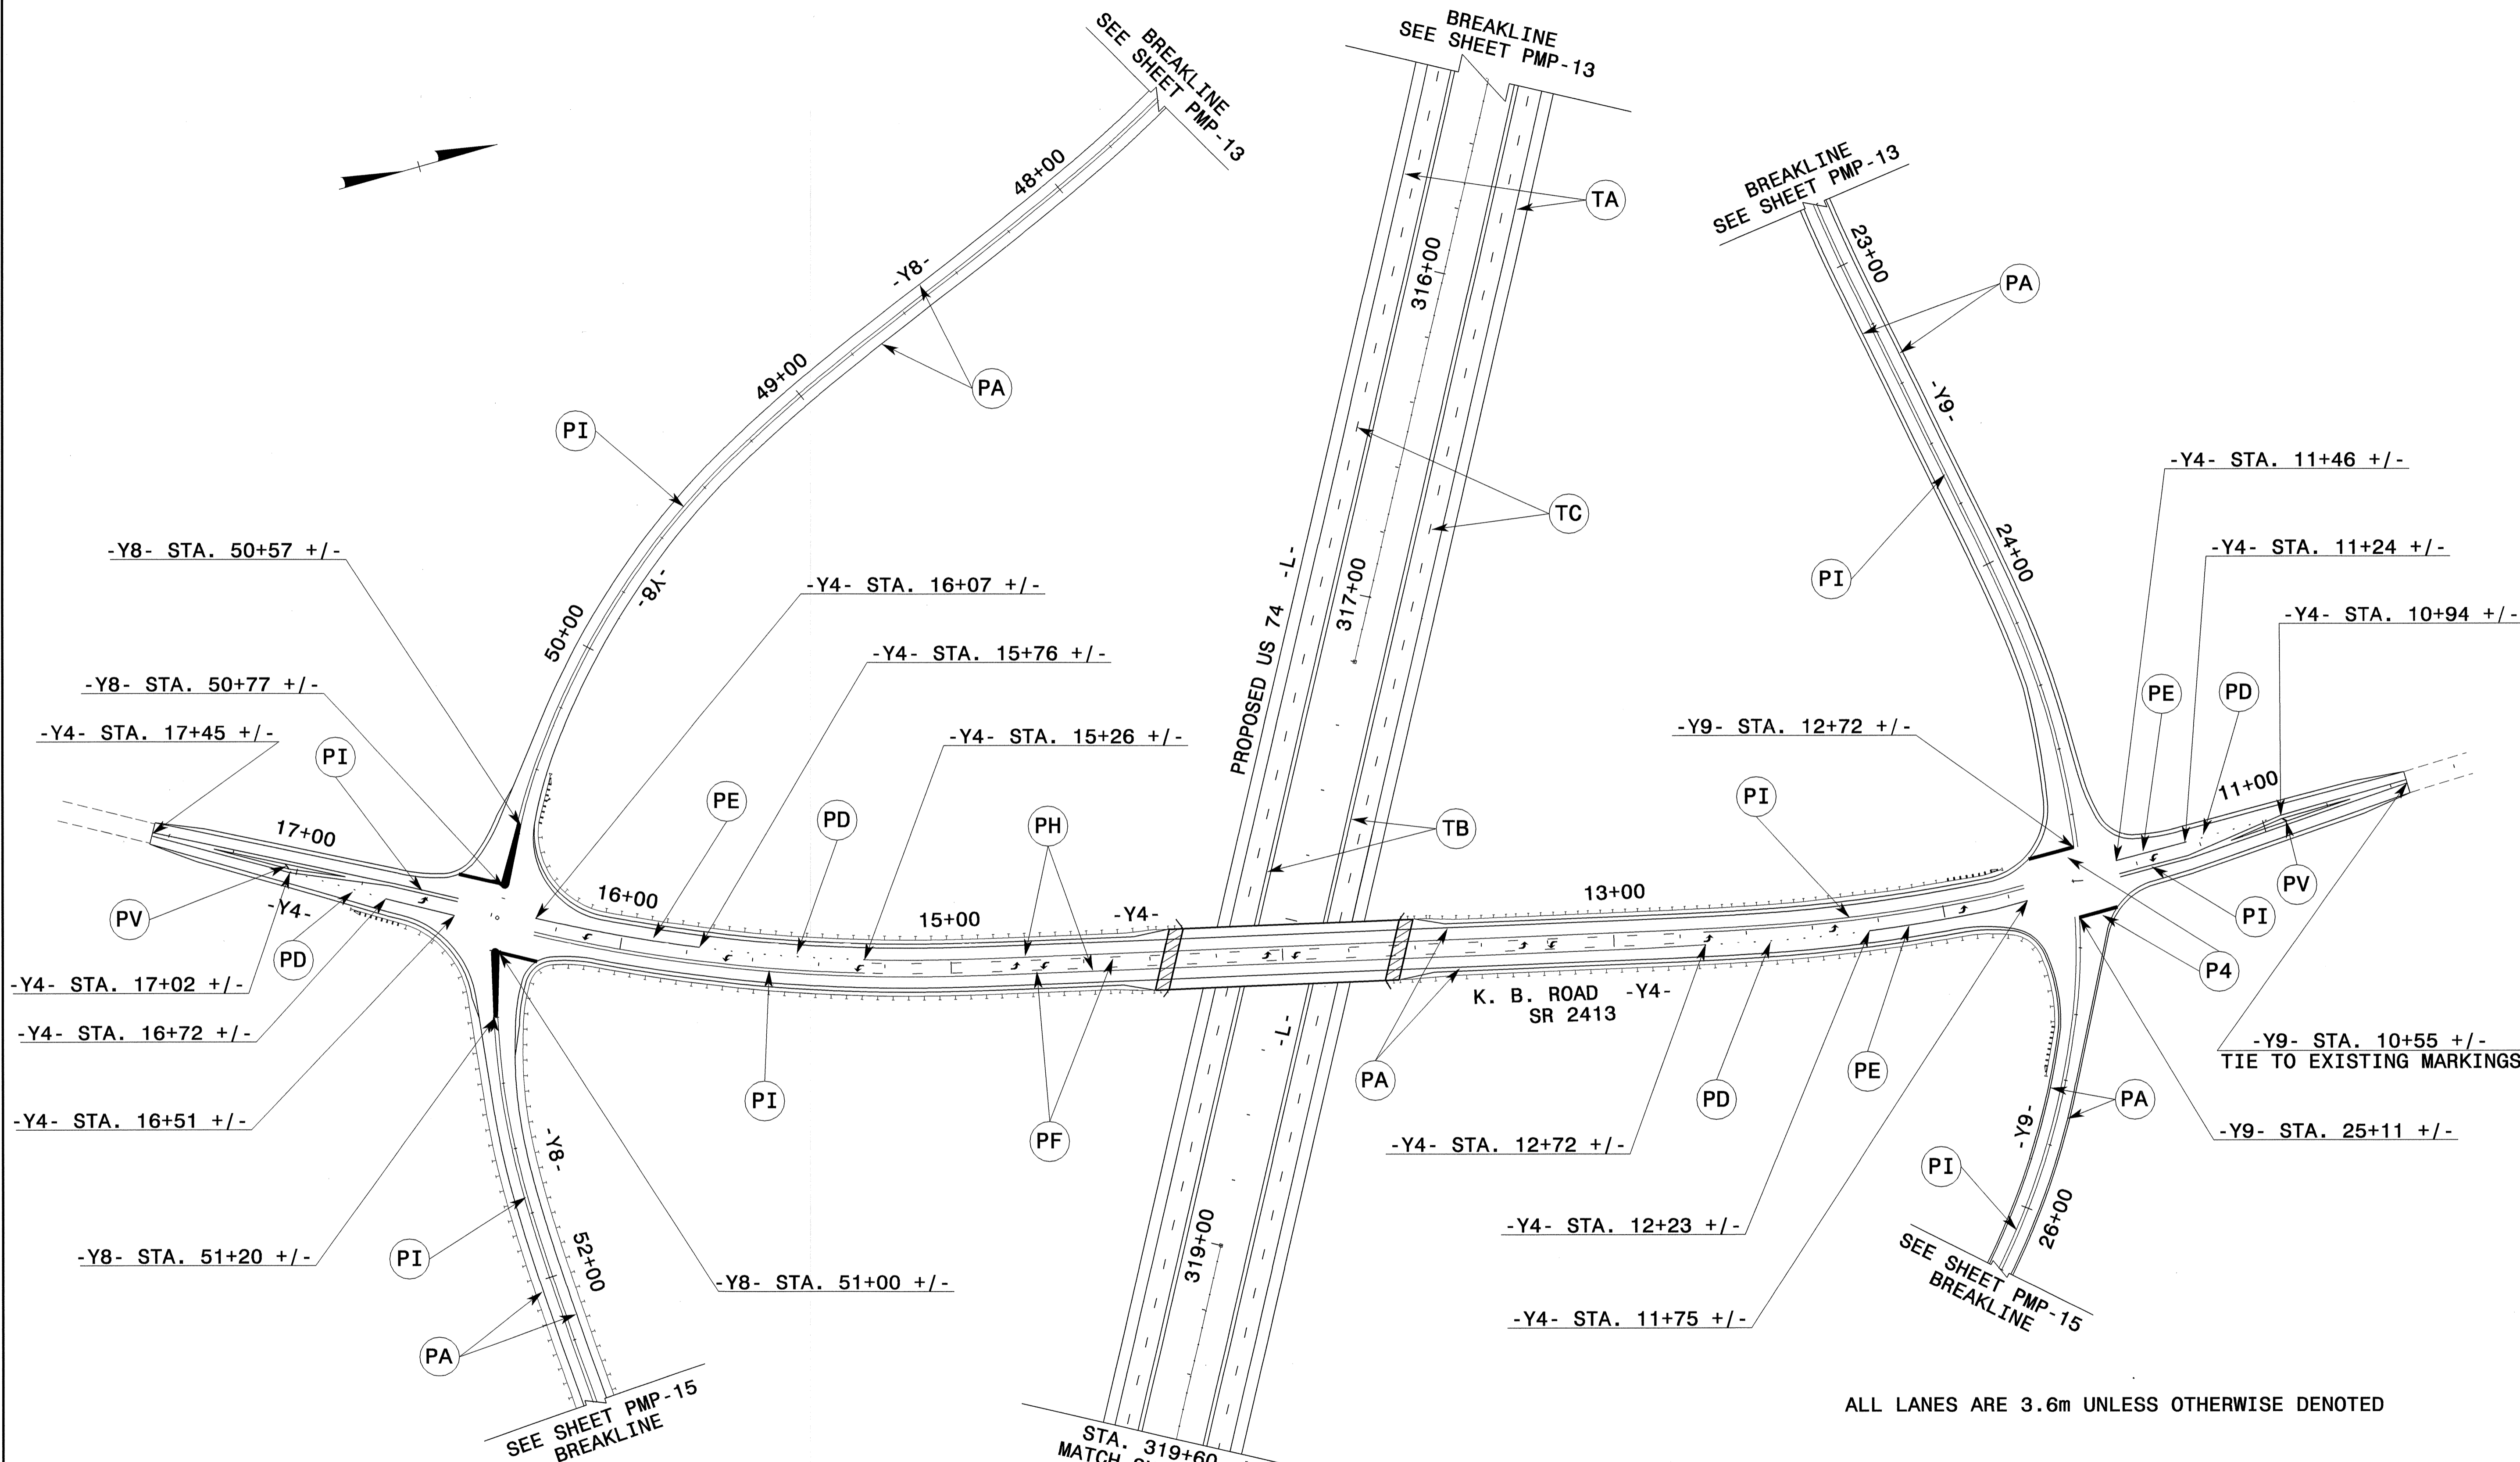 BREAKLINE
SEE SHEET PMP-13
BREAKLINE
SEE SHEET PMP-13
BREAKLINE
SEE SHEET PMP-13
48+00
-Y8-
49+00
PA
PI
50+00
-Y8-
TA
316+00
TC
317+00
PROPOSED US 74 -L-
TB
23+00
PA
-Y9-
24+00
PI
-Y4- STA. 11+46 +/-
-Y4- STA. 11+24 +/-
-Y4- STA. 10+94 +/-
PE
PD
11+00
-Y8- STA. 50+57 +/-
-Y8- STA. 50+77 +/-
-Y4- STA. 17+45 +/-
PI
17+00
PV
-Y4-
PD
-Y4- STA. 17+02 +/-
-Y4- STA. 16+72 +/-
-Y4- STA. 16+51 +/-
-Y8- STA. 51+20 +/-
-Y4- STA. 16+07 +/-
-Y4- STA. 15+76 +/-
-Y4- STA. 15+26 +/-
PE
PD
PH
16+00
15+00
-Y4-
PI
PF
-Y9- STA. 12+72 +/-
PI
13+00
PV
PI
P4
K. B. ROAD -Y4-
SR 2413
-L-
PA
PD
PE
-Y4- STA. 12+72 +/-
-Y4- STA. 12+23 +/-
-Y4- STA. 11+75 +/-
-Y9- STA. 10+55 +/-
TIE TO EXISTING MARKINGS
PA
-Y9-
-Y9- STA. 25+11 +/-
PI
26+00
SEE SHEET PMP-15
BREAKLINE
-Y8-
52+00
PI
PA
-Y8- STA. 51+00 +/-
SEE SHEET PMP-15
BREAKLINE
319+00
STA. 319+60
MATCH
ALL LANES ARE 3.6m UNLESS OTHERWISE DENOTED